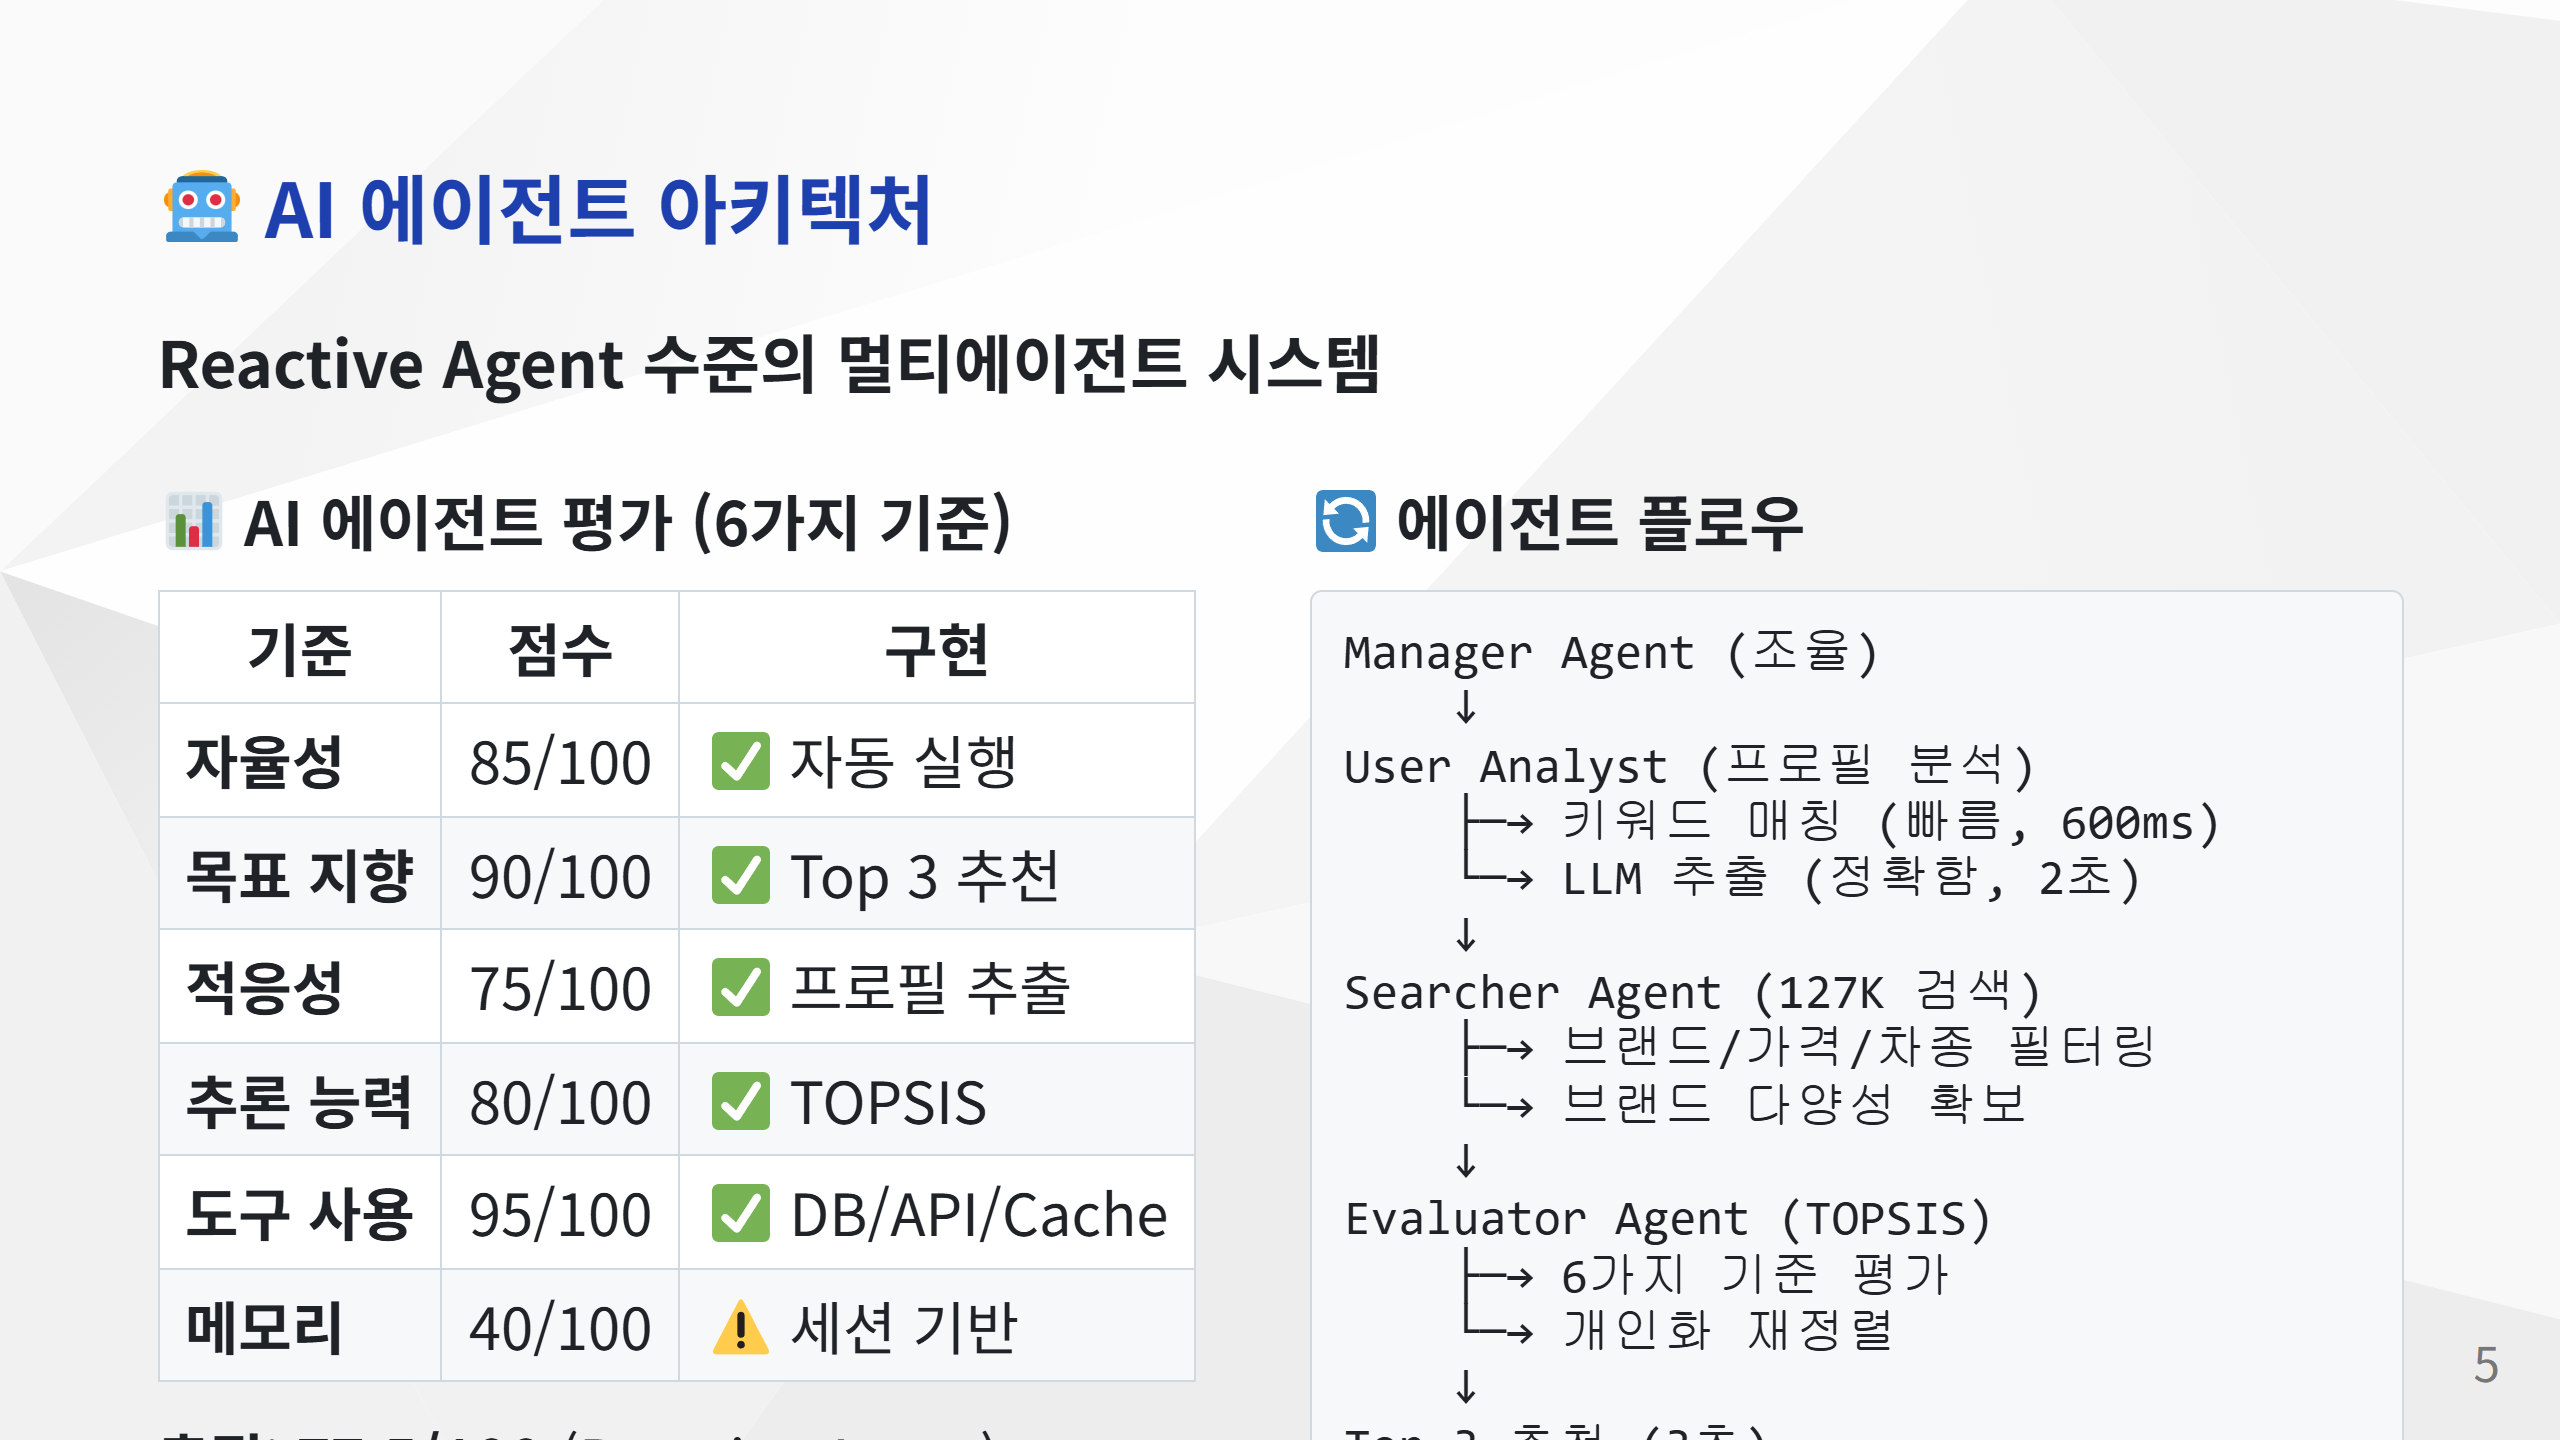 🤖 AI 에이전트 아키텍처
Reactive Agent 수준의 멀티에이전트 시스템
📊 AI 에이전트 평가 (6가지 기준)
기준 점수 구현
자율성 85/100 ✅ 자동 실행
목표 지향 90/100 ✅ Top 3 추천
적응성 75/100 ✅ 프로필 추출
추론 능력 80/100 ✅ TOPSIS
도구 사용 95/100 ✅ DB/API/Cache
메모리 40/100 ⚠️ 세션 기반
🔄 에이전트 플로우
Manager Agent (조율)
↓
User Analyst (프로필 분석)
├─→ 키워드 매칭 (빠름, 600ms)
└─→ LLM 추출 (정확함, 2초)
↓
Searcher Agent (127K 검색)
├─→ 브랜드/가격/차종 필터링
└─→ 브랜드 다양성 확보
↓
Evaluator Agent (TOPSIS)
├─→ 6가지 기준 평가
└─→ 개인화 재정렬
↓
Top 3 추천 (3초)
5